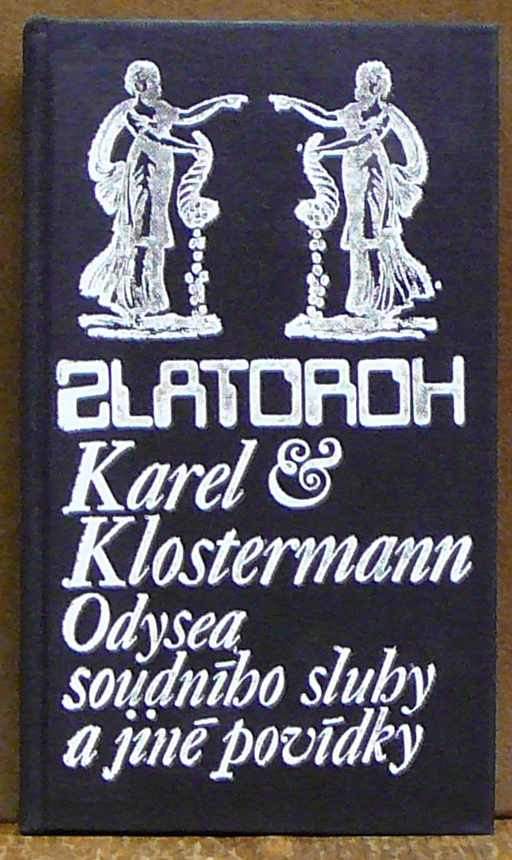 ZLATOROH
Karel &
Klostermann
Odysea
soudního sluhy
a jiné povídky